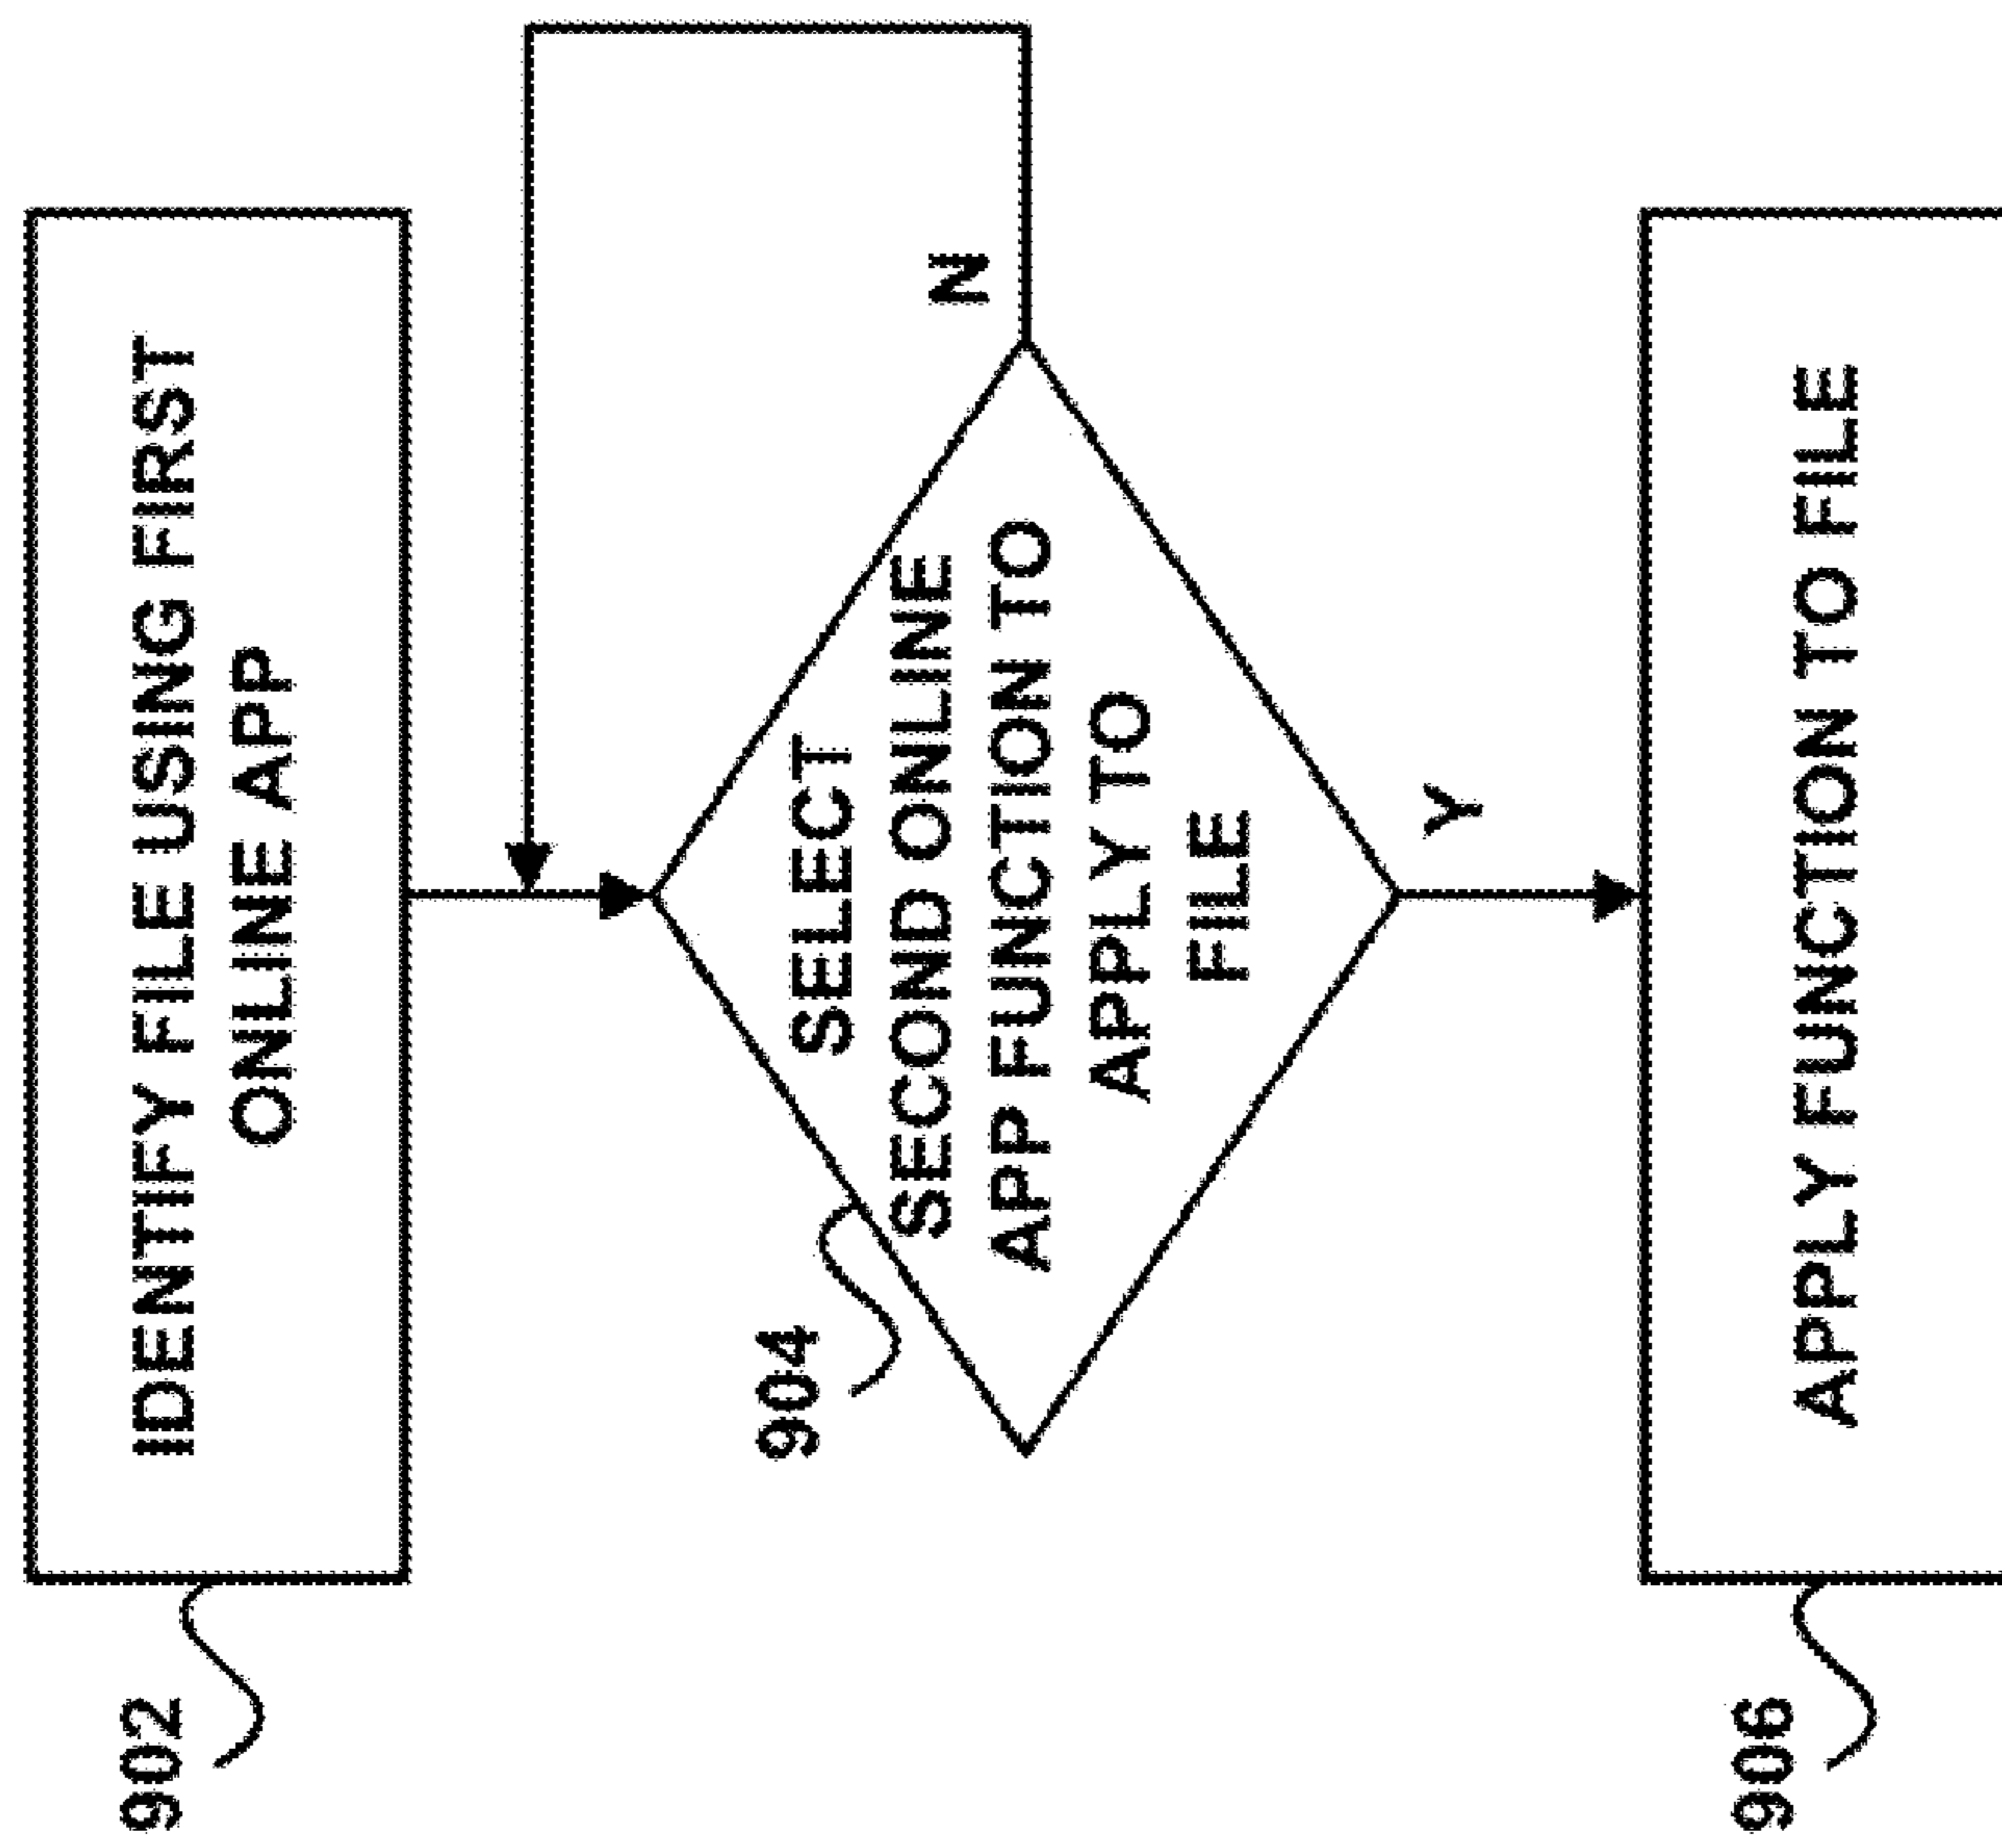 902
IDENTIFY FILE USING FIRST
ONLINE APP
904
SELECT
SECOND ONLINE
APP FUNCTION TO
APPLY TO
FILE
N
Y
906
APPLY FUNCTION TO FILE